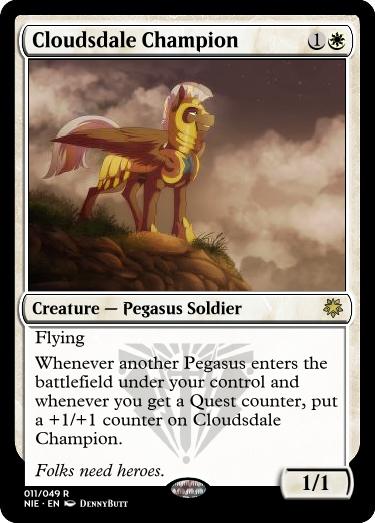 Cloudsdale Champion 1
Creature — Pegasus Soldier
Flying
Whenever another Pegasus enters the
battlefield under your control and
whenever you get a Quest counter, put
a +1/+1 counter on Cloudsdale
Champion.
Folks need heroes.
1/1
011/049 R
NIE · EN DennyButt